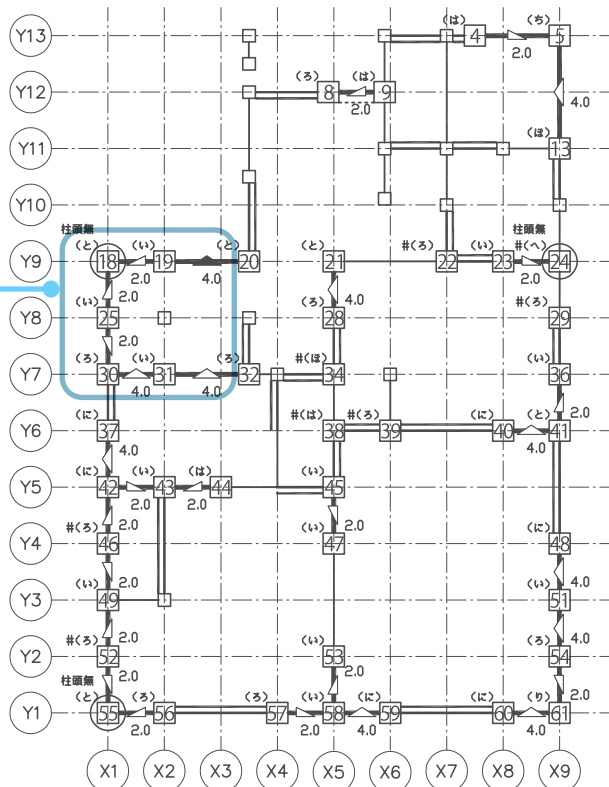 Y13 (は) 4 (ち) 5
2.0
4.0
Y12 (ろ) 8 (は) 9
2.0
Y11 (ほ) 13
Y10
柱頭無 柱頭無
Y9 (と) 18 (い) 19 (と) 20 (と) 21 #(ろ) 22 (い) 23 #(へ) 24
2.0 4.0 2.0
2.0 4.0
Y8 (い) 25 (ろ) 28 #(ろ) 29
2.0
Y7 (ろ) 30 (い) 31 (ろ) 32 #(ほ) 34 (い) 36
4.0 4.0
2.0
Y6 (に) 37 #(は) 38 #(ろ) 39 (に) 40 (と) 41
4.0 4.0
Y5 (に) 42 (い) 43 (は) 44 (い) 45
2.0 2.0
2.0 2.0
Y4 #(ろ) 46 (い) 47 (に) 48
2.0 4.0
Y3 (い) 49 (い) 51
2.0 4.0
Y2 #(ろ) 52 (い) 53 (ろ) 54
2.0 2.0 2.0
柱頭無
Y1 (と) 55 (ろ) 56 (ろ) 57 (い) 58 (に) 59 (に) 60 (り) 61
2.0 2.0 4.0 4.0
X1 X2 X3 X4 X5 X6 X7 X8 X9